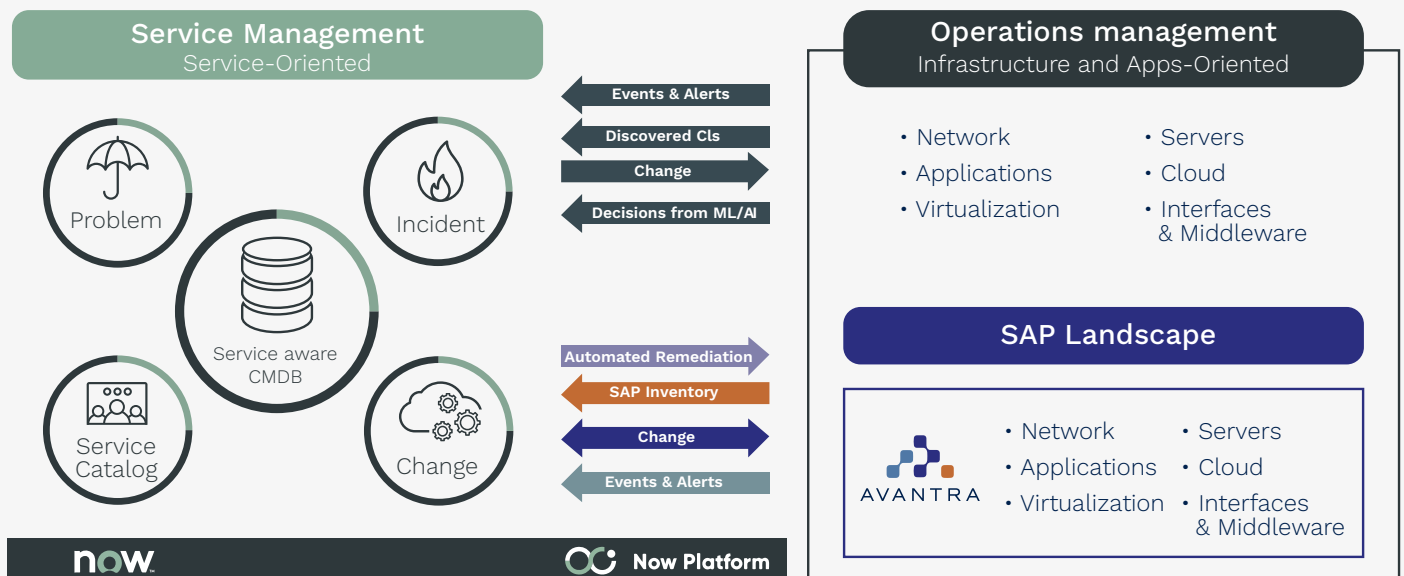 Service Management
Service-Oriented
Problem
Incident
Service aware
CMDB
Service
Catalog
Change
now
Now Platform
Events & Alerts
Discovered CIs
Change
Decisions from ML/AI
Automated Remediation
SAP Inventory
Change
Events & Alerts
Operations management
Infrastructure and Apps-Oriented
• Network
• Applications
• Virtualization
• Servers
• Cloud
• Interfaces
& Middleware
SAP Landscape
AVANTRA
• Network
• Applications
• Virtualization
• Servers
• Cloud
• Interfaces
& Middleware